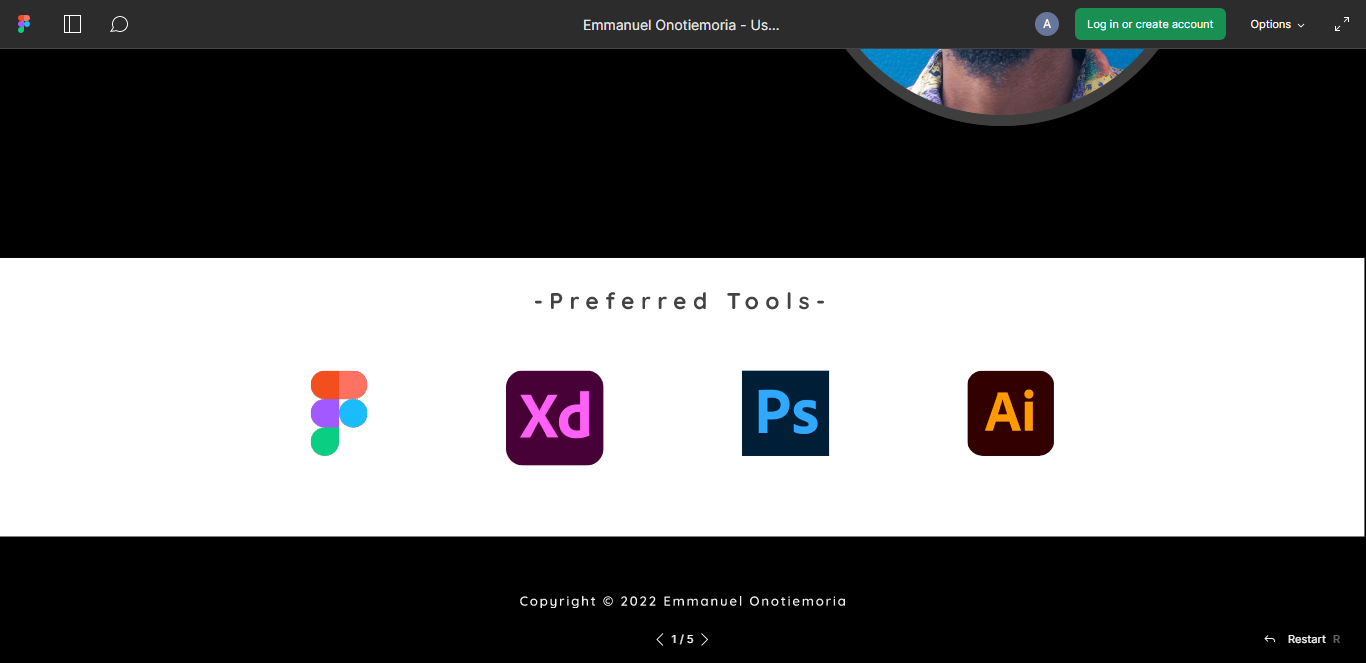 Emmanuel Onotiemoria - Us...
A
Log in or create account
Options
-Preferred Tools-
Xd
Ps
Ai
Copyright © 2022 Emmanuel Onotiemoria
1 / 5
Restart R